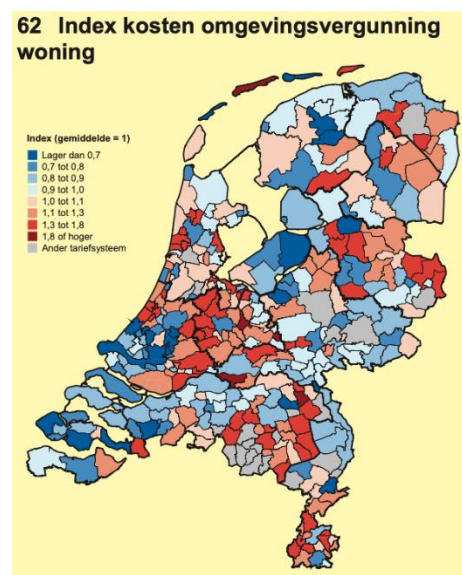 62 Index kosten omgevingsvergunning
woning
Index (gemiddelde = 1)
Lager dan 0,7
0,7 tot 0,8
0,8 tot 0,9
0,9 tot 1,0
1,0 tot 1,1
1,1 tot 1,3
1,3 tot 1,8
1,8 of hoger
Ander tariefsysteem